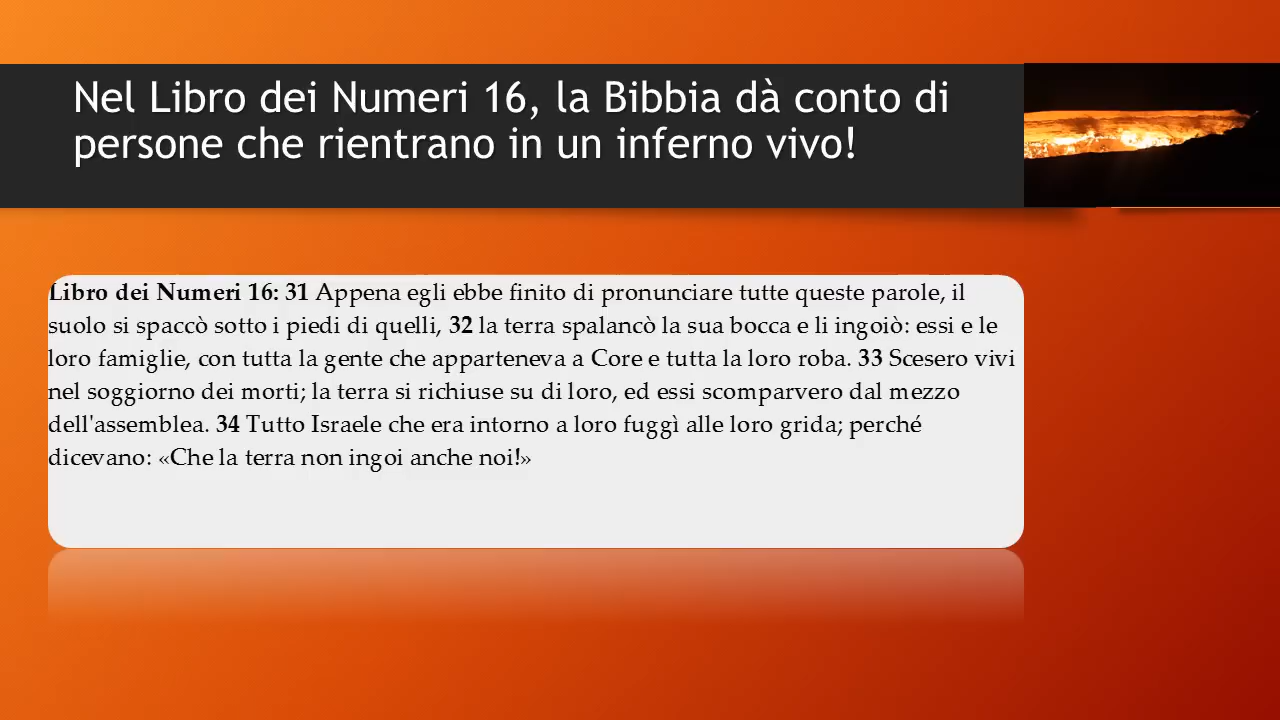 Nel Libro dei Numeri 16, la Bibbia dà conto di
persone che rientrano in un inferno vivo!
Libro dei Numeri 16: 31 Appena egli ebbe finito di pronunciare tutte queste parole, il
suolo si spaccò sotto i piedi di quelli, 32 la terra spalancò la sua bocca e li ingoiò: essi e le
loro famiglie, con tutta la gente che apparteneva a Core e tutta la loro roba. 33 Scesero vivi
nel soggiorno dei morti; la terra si richiuse su di loro, ed essi scomparvero dal mezzo
dell'assemblea. 34 Tutto Israele che era intorno a loro fuggì alle loro grida; perché
dicevano: «Che la terra non ingoi anche noi!»